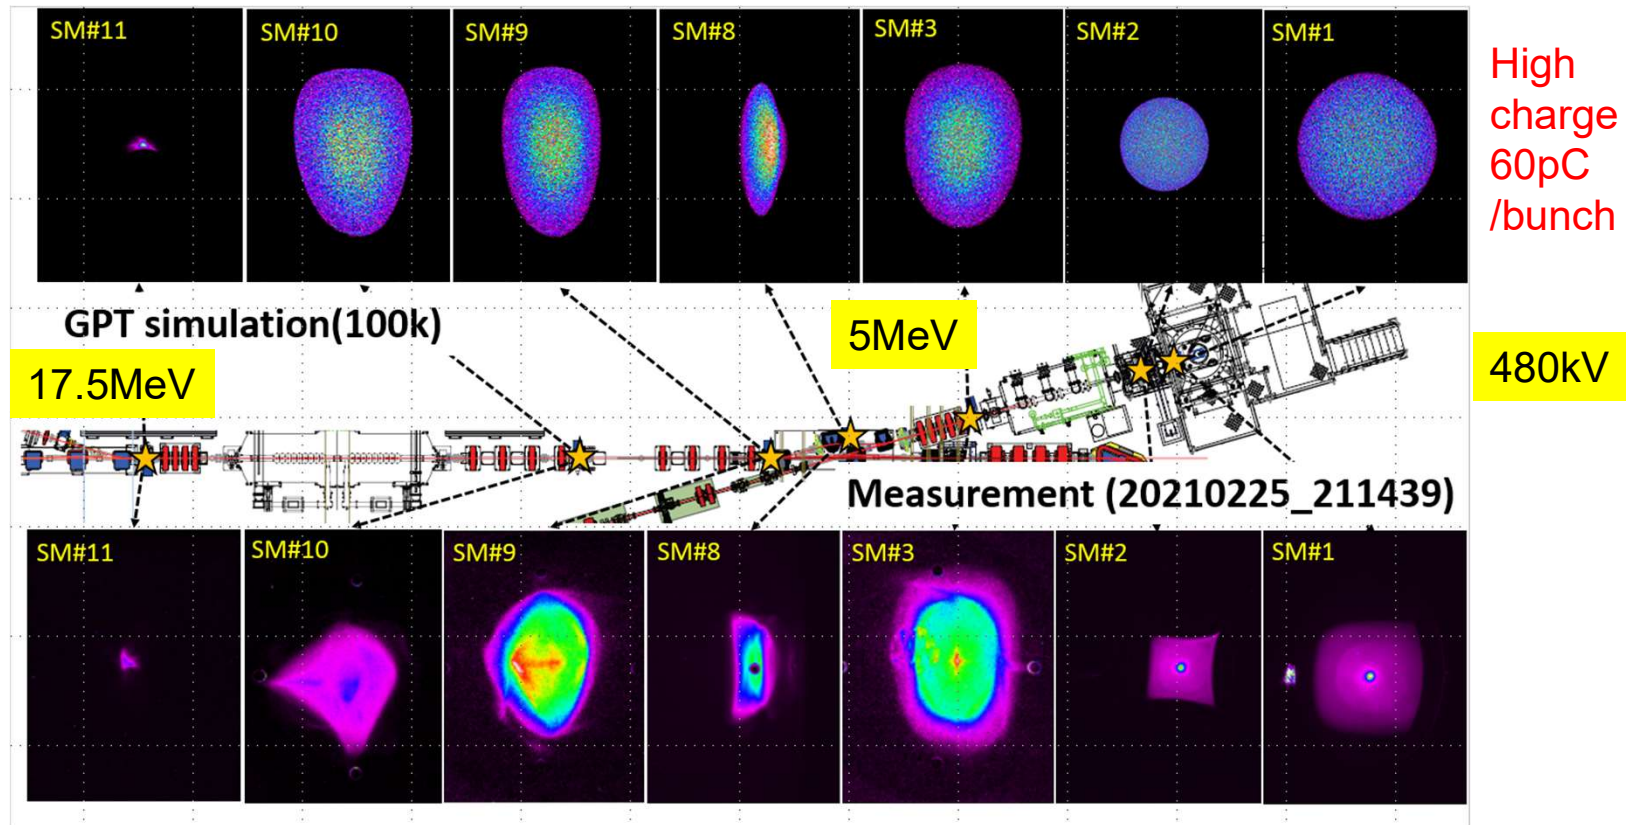 SM#11
SM#10
SM#9
SM#8
SM#3
SM#2
SM#1
High
charge
60pC
/bunch
GPT simulation(100k)
5MeV
17.5MeV
480kV
Measurement (20210225_211439)
SM#11
SM#10
SM#9
SM#8
SM#3
SM#2
SM#1